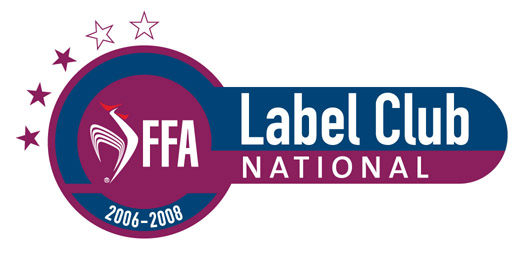 FFA
®
2006-2008
Label Club
NATIONAL